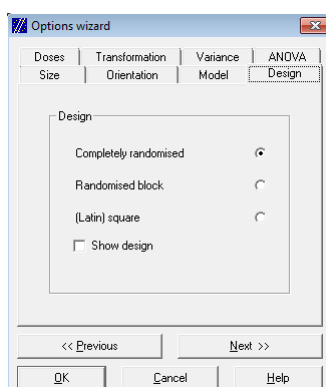 Options wizard
Doses Transformation Variance ANOVA
Size Orientation Model Design
Design
Completely randomised
Randomised block
(Latin) square
Show design
<< Previous Next >>
OK Cancel Help